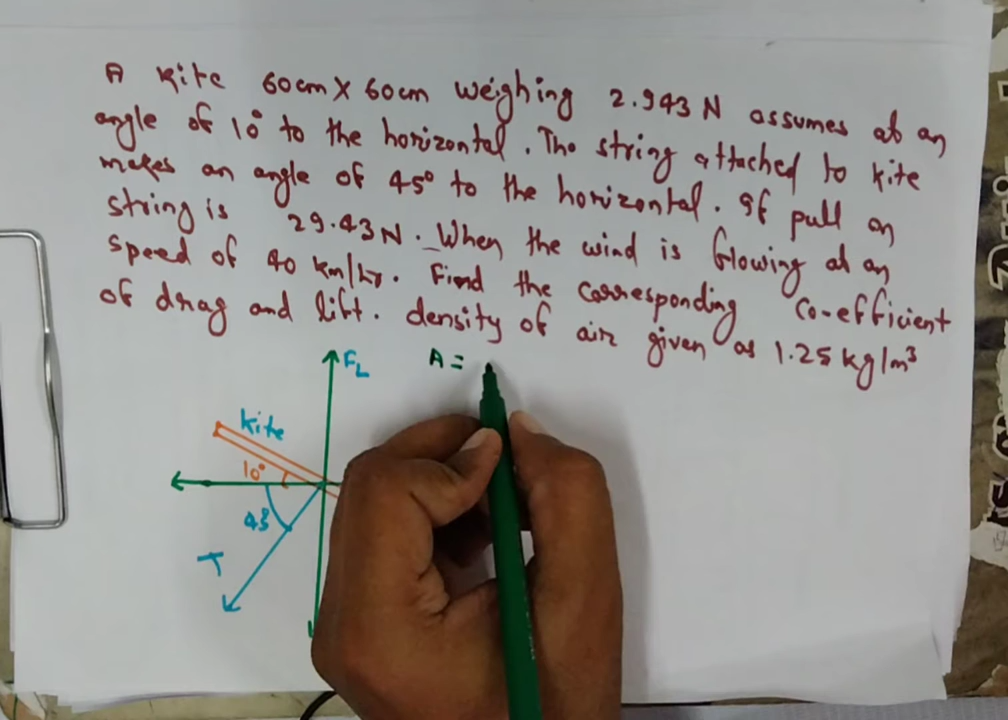 A kite 60cm X 60cm weighing 2.943 N assumes at an
angle of 10° to the horizontal. The string attached to kite
makes an angle of 45° to the horizontal. If pull on
string is 29.43N. When the wind is flowing at an
speed of 40 km/hr. Find the corresponding co-efficient
of drag and lift. density of air given as 1.25 kg/m³
FL
A =
kite
10°
45
T